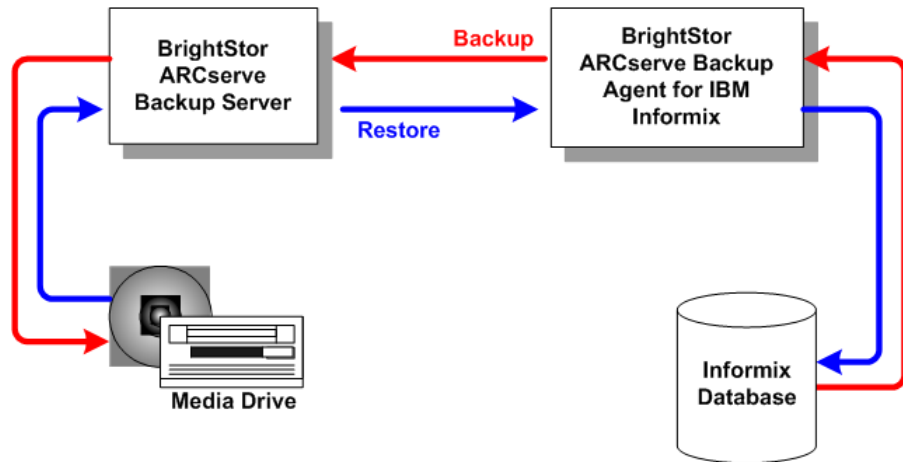 BrightStor
ARCserve
Backup Server
Backup
Restore
BrightStor
ARCserve Backup
Agent for IBM
Informix
Media Drive
Informix
Database